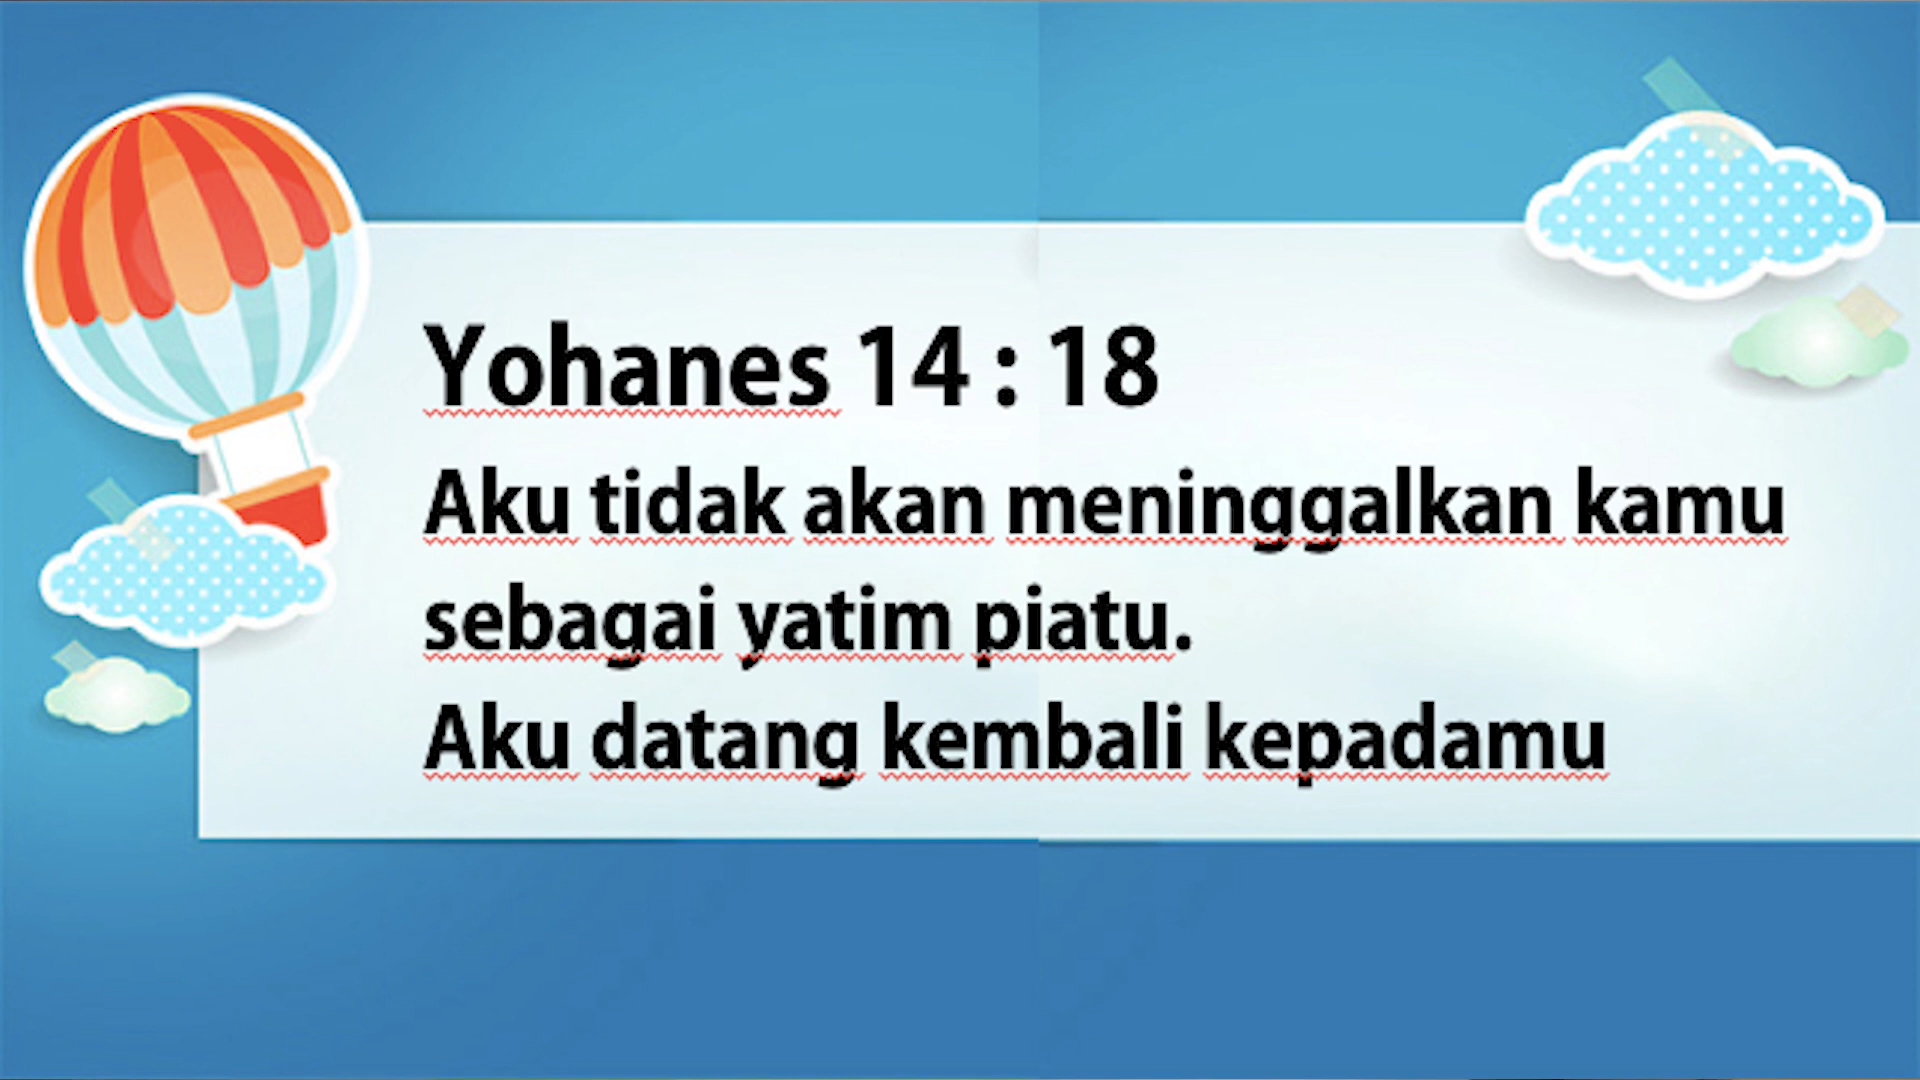 Yohanes 14 : 18
Aku tidak akan meninggalkan kamu
sebagai yatim piatu.
Aku datang kembali kepadamu